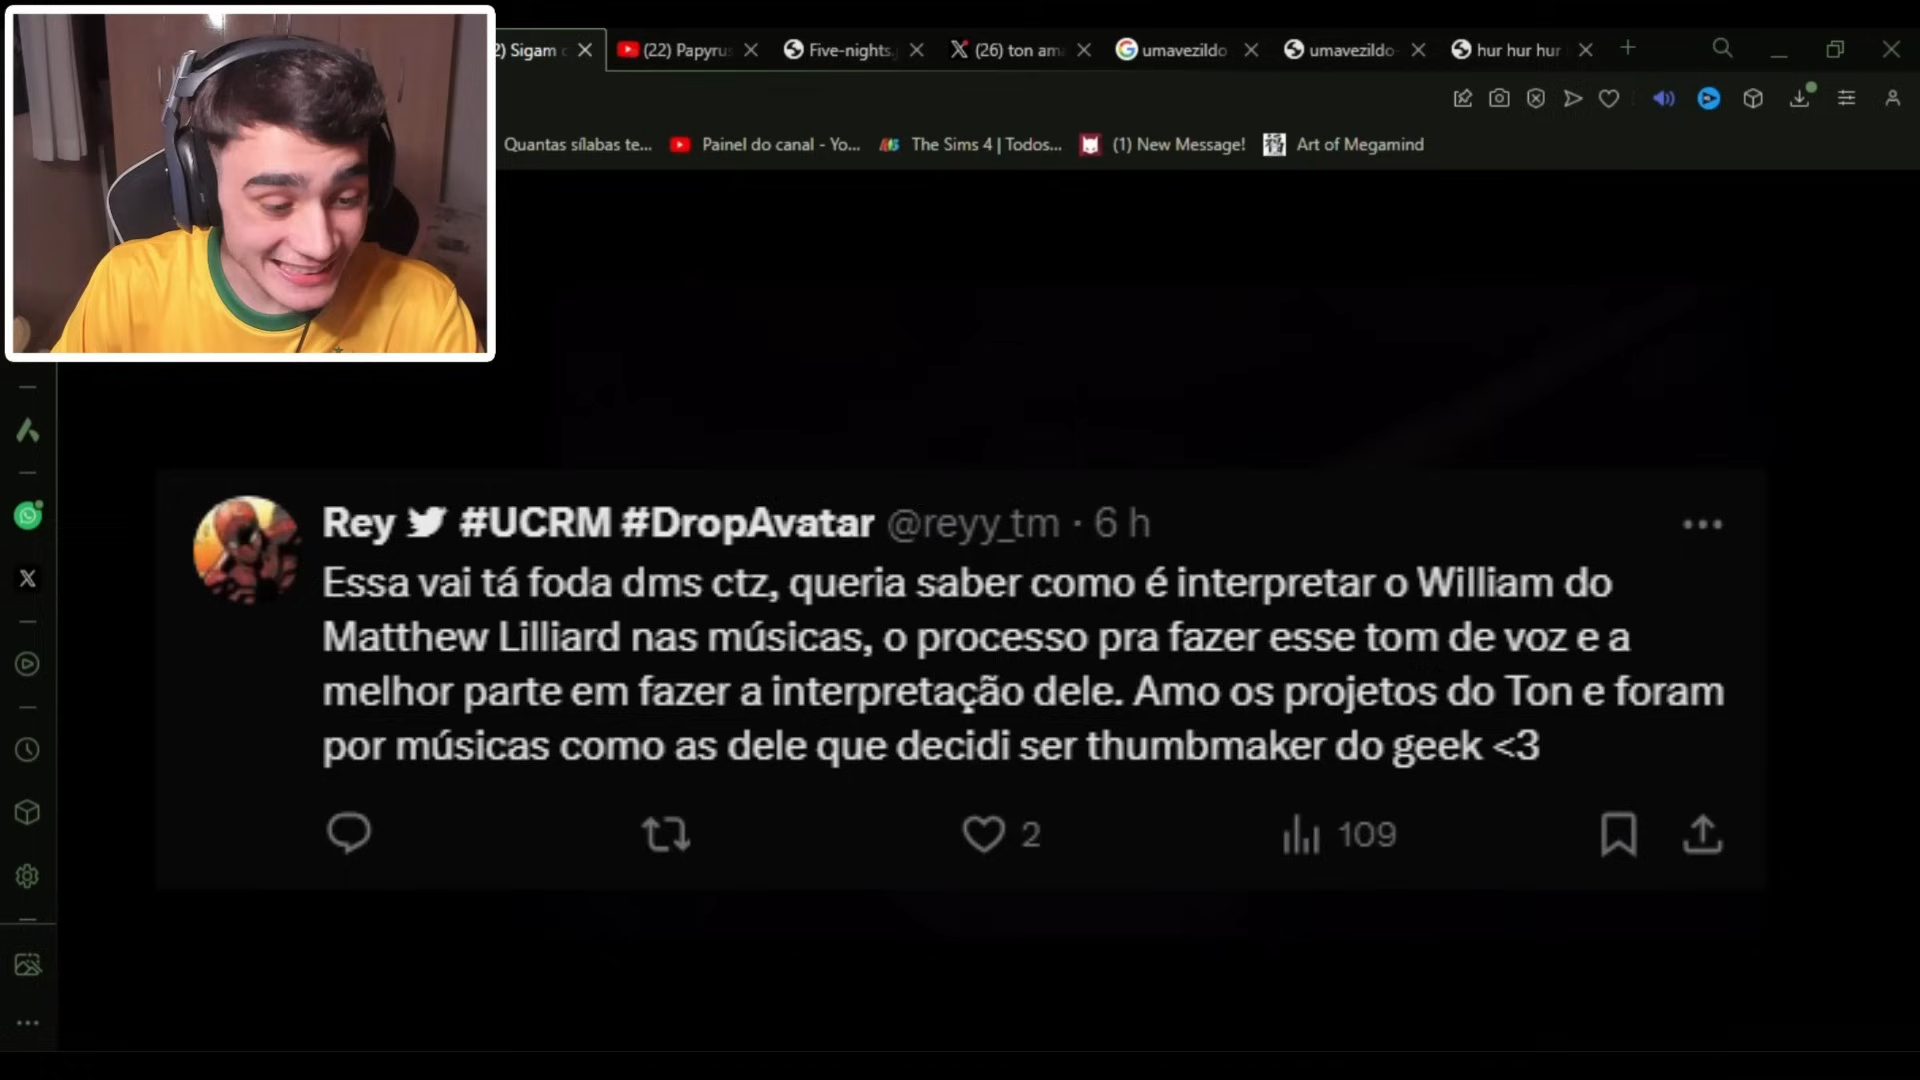 2) Sigam
(22) Papyrus
Five-nights
(26) ton am
umavezildo
umavezildo-
hur hur hur
Quantas sílabas te...
Painel do canal - Yo...
The Sims 4 | Todos...
(1) New Message!
Art of Megamind
Rey #UCRM #DropAvatar @reyy_tm · 6 h
Essa vai tá foda dms ctz, queria saber como é interpretar o William do
Matthew Lilliard nas músicas, o processo pra fazer esse tom de voz e a
melhor parte em fazer a interpretação dele. Amo os projetos do Ton e foram
por músicas como as dele que decidi ser thumbmaker do geek <3
2
109